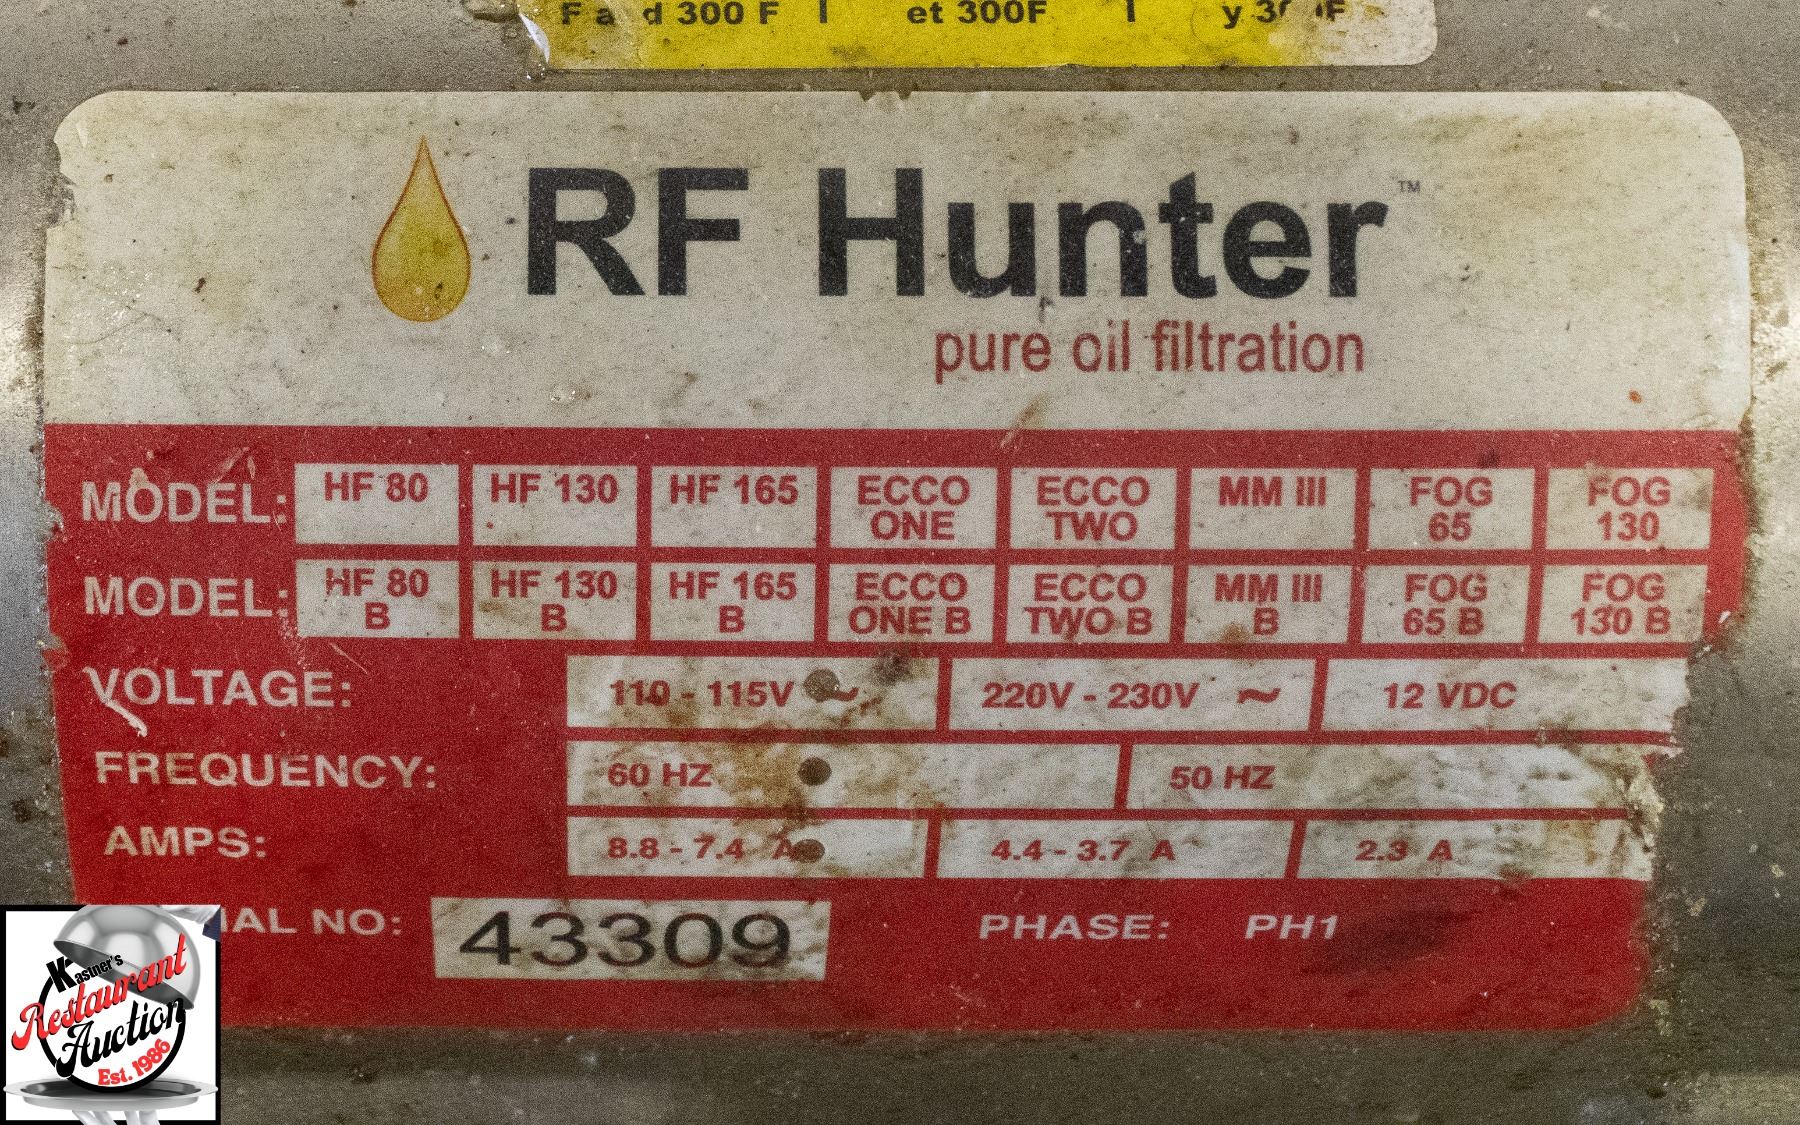 F a d 300 F et 300F y 30 F
RF Hunter™
pure oil filtration
MODEL: HF 80 HF 130 HF 165 ECCO ONE ECCO TWO MM III FOG 65 FOG 130
MODEL: HF 80 B HF 130 B HF 165 B ECCO ONE B ECCO TWO B MM III B FOG 65 B FOG 130 B
VOLTAGE: 110 - 115V ~ 220V - 230V ~ 12 VDC
FREQUENCY: 60 HZ 50 HZ
AMPS: 8.8 - 7.4 A 4.4 - 3.7 A 2.3 A
IAL NO: 43309 PHASE: PH1
Kastner's
Restaurant
Auction
Est. 1986